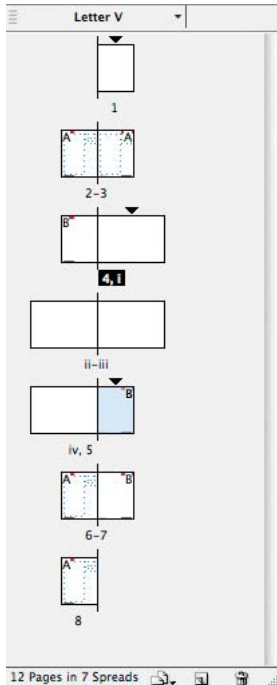 Letter V
1
A A
2-3
B
4, i
ii-iii
B
iv, 5
A B
6-7
A
8
12 Pages in 7 Spreads